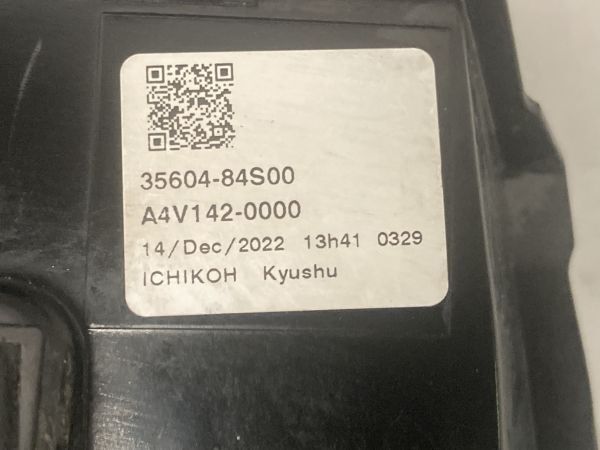 35604-84S00
A4V142-0000
14/Dec/2022 13h41 0329
ICHIKOH Kyushu